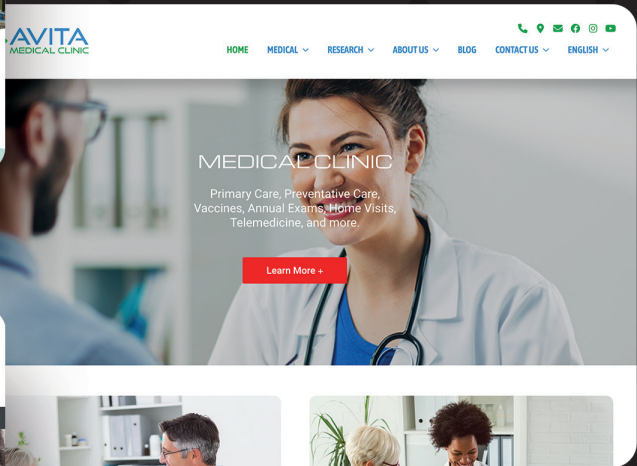 AVITA
MEDICAL CLINIC
HOME MEDICAL RESEARCH ABOUT US BLOG CONTACT US ENGLISH
MEDICAL CLINIC
Primary Care, Preventative Care,
Vaccines, Annual Exams, Home Visits,
Telemedicine, and more.
Learn More +